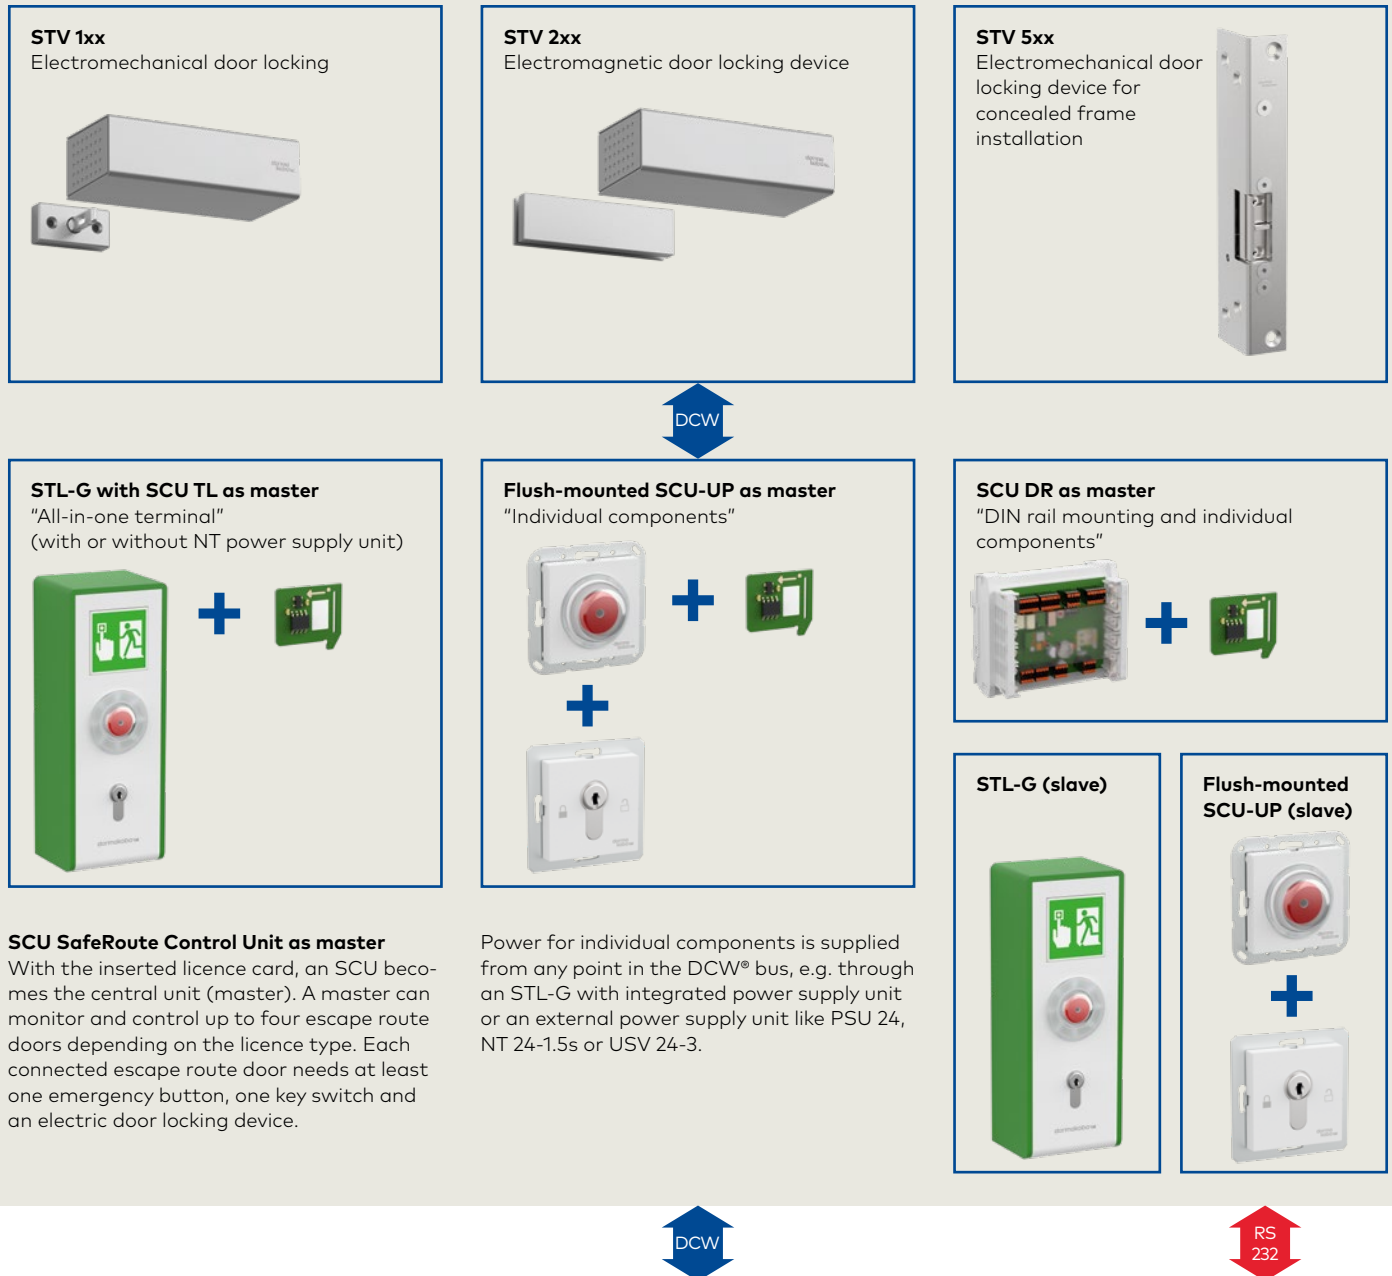 STV 1xx
Electromechanical door locking
STV 2xx
Electromagnetic door locking device
STV 5xx
Electromechanical door
locking device for
concealed frame
installation
DCW
STL-G with SCU TL as master
“All-in-one terminal”
(with or without NT power supply unit)
Flush-mounted SCU-UP as master
“Individual components”
SCU DR as master
“DIN rail mounting and individual
components”
STL-G (slave)
Flush-mounted
SCU-UP (slave)
SCU SafeRoute Control Unit as master
With the inserted licence card, an SCU beco-
mes the central unit (master). A master can
monitor and control up to four escape route
doors depending on the licence type. Each
connected escape route door needs at least
one emergency button, one key switch and
an electric door locking device.
Power for individual components is supplied
from any point in the DCW® bus, e.g. through
an STL-G with integrated power supply unit
or an external power supply unit like PSU 24,
NT 24-1.5s or USV 24-3.
DCW
RS
232